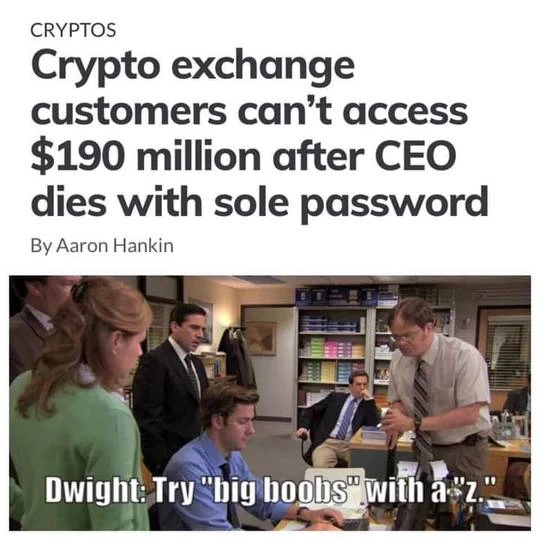 CRYPTOS
Crypto exchange
customers can't access
$190 million after CEO
dies with sole password
By Aaron Hankin
Dwight: Try "big boobs" with a "z."